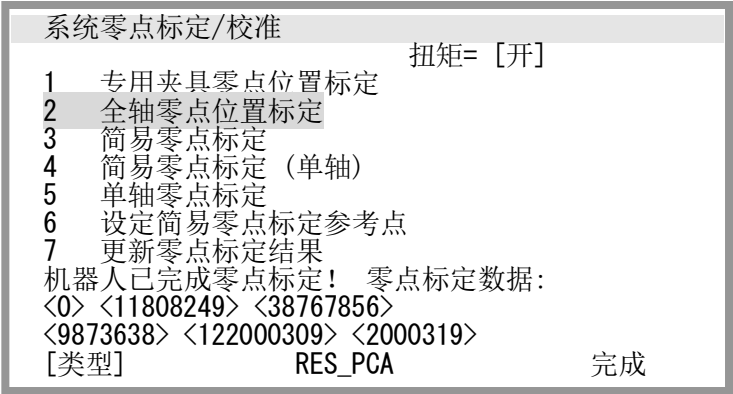 系统零点标定/校准
扭矩= [开]
1 专用夹具零点位置标定
2 全轴零点位置标定
3 简易零点标定
4 简易零点标定 (单轴)
5 单轴零点标定
6 设定简易零点标定参考点
7 更新零点标定结果
机器人已完成零点标定! 零点标定数据:
<0> <11808249> <38767856>
<9873638> <122000309> <2000319>
[类型] RES_PCA 完成